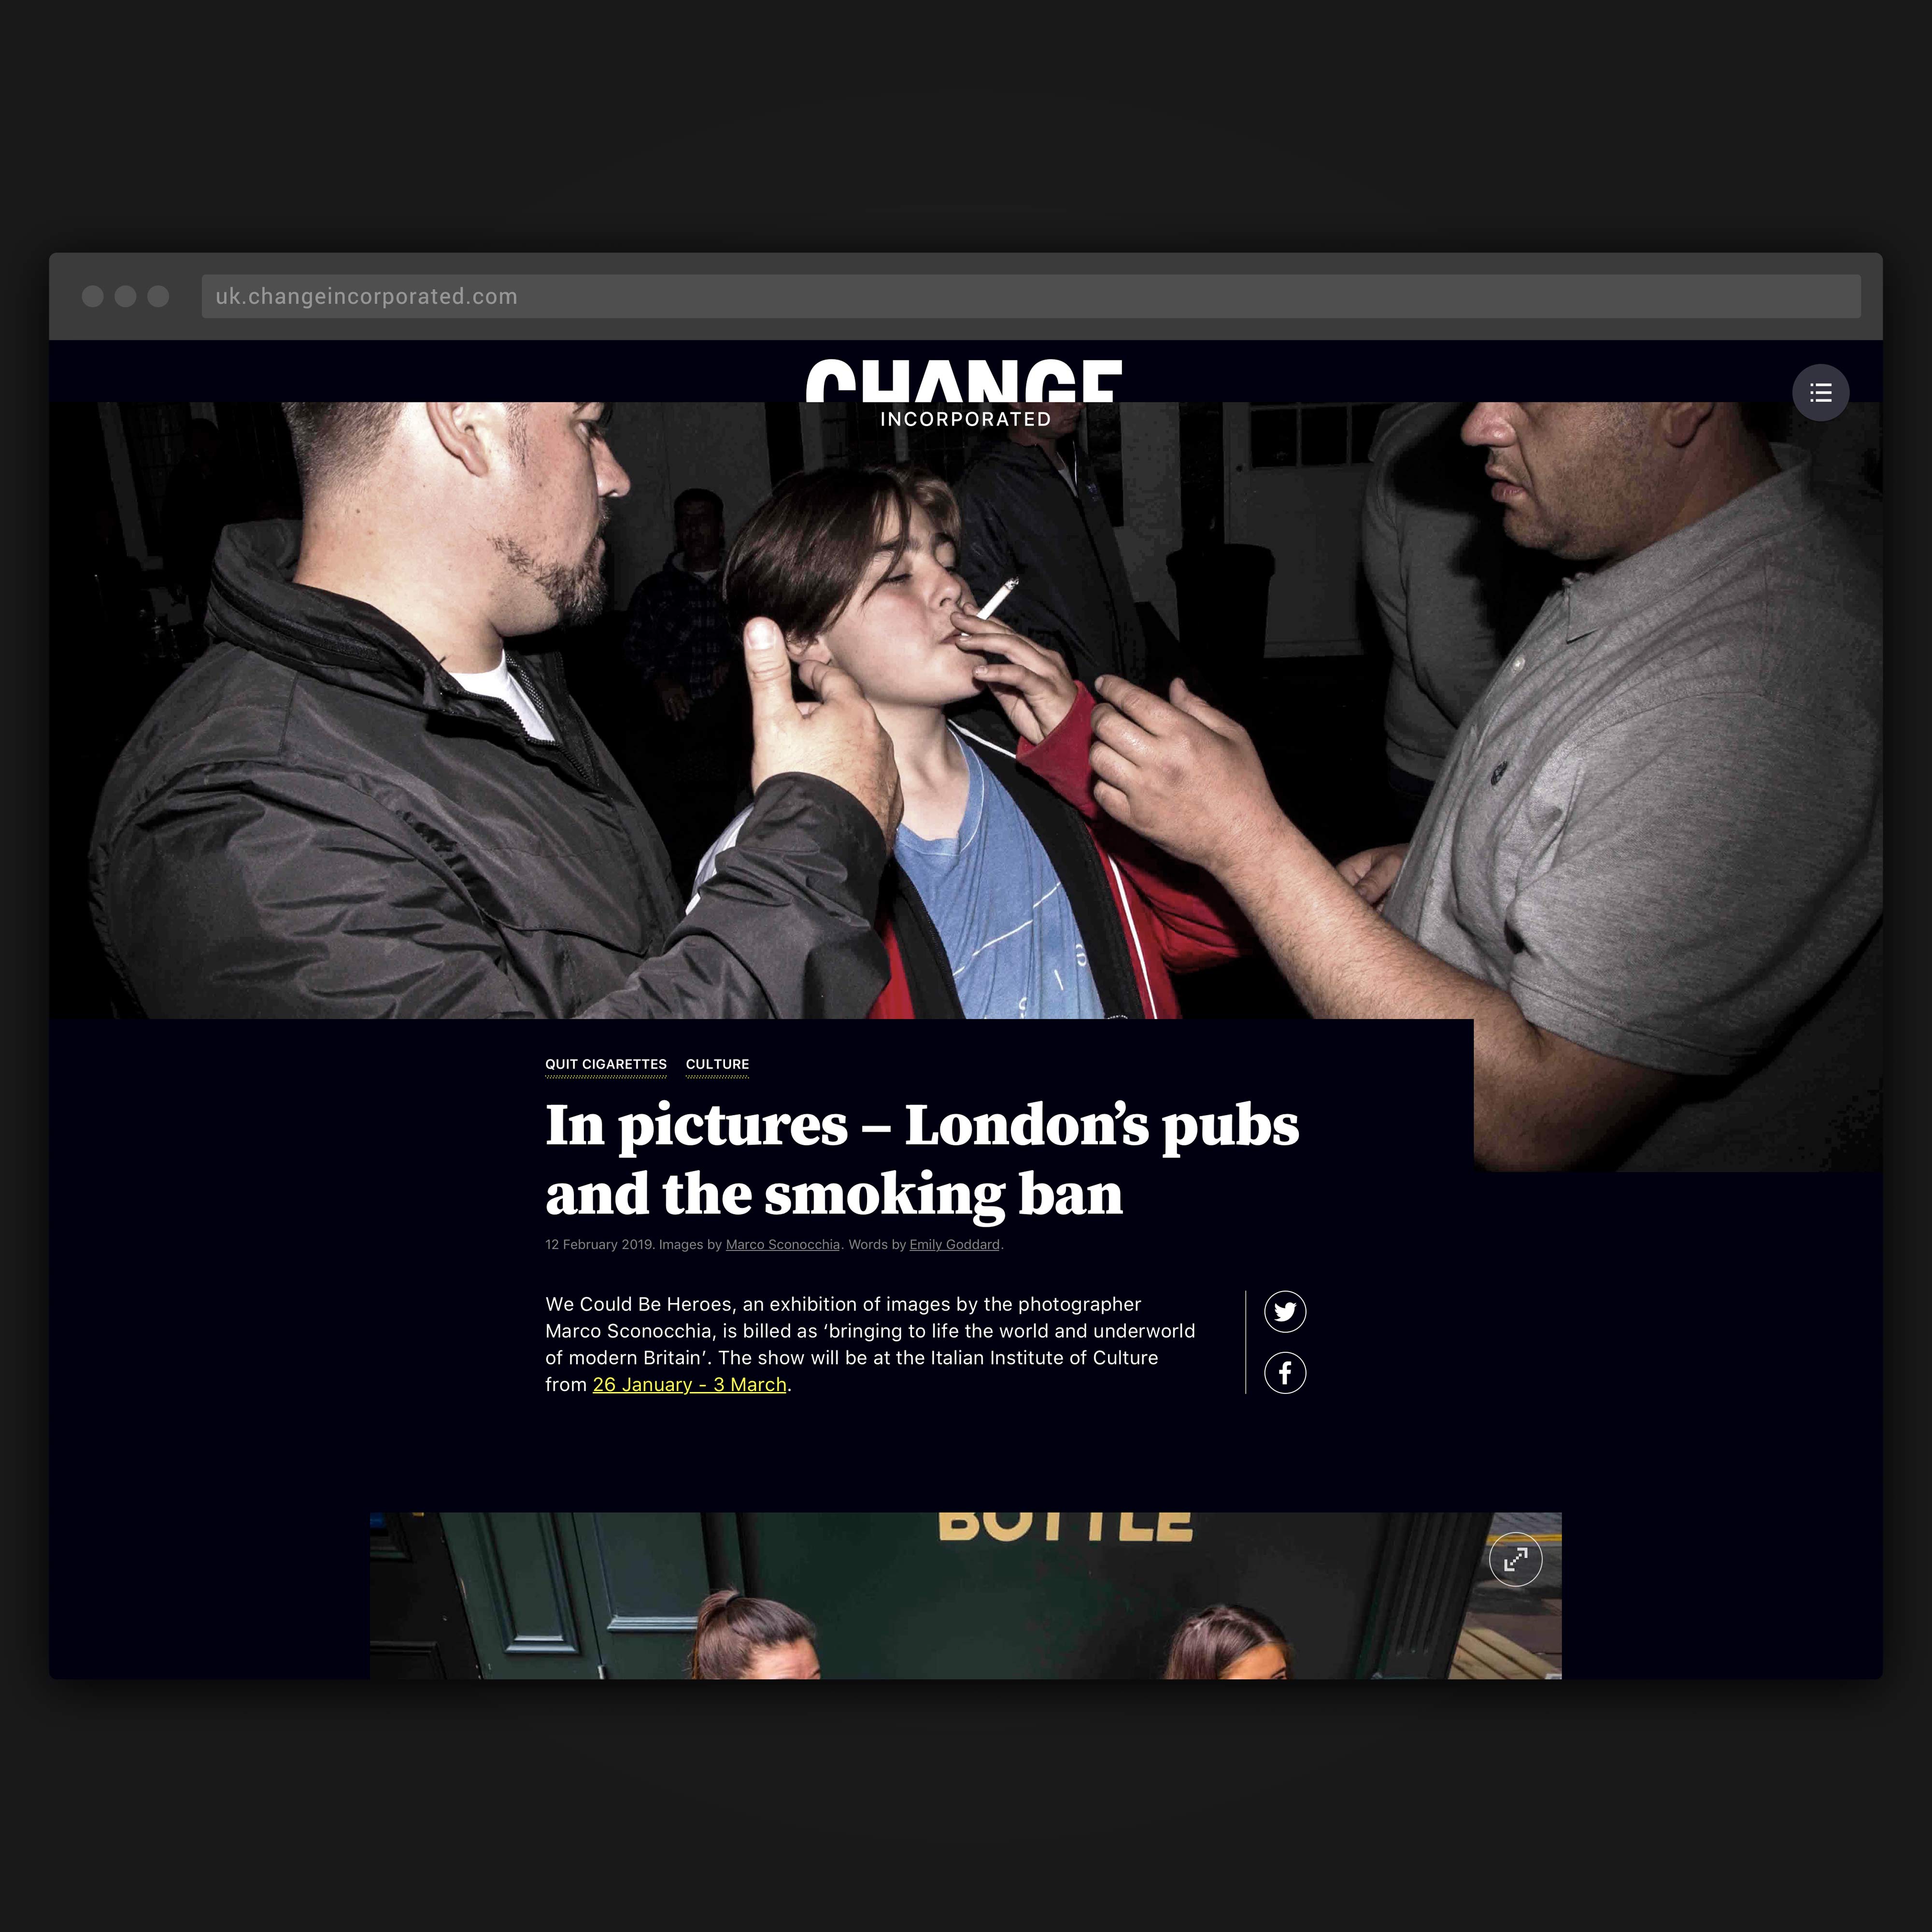 uk.changeincorporated.com
CHANGE
INCORPORATED
QUIT CIGARETTES CULTURE
In pictures – London’s pubs
and the smoking ban
12 February 2019. Images by Marco Sconocchia. Words by Emily Goddard.
We Could Be Heroes, an exhibition of images by the photographer
Marco Sconocchia, is billed as ‘bringing to life the world and underworld
of modern Britain’. The show will be at the Italian Institute of Culture
from 26 January - 3 March.
BOTTLE